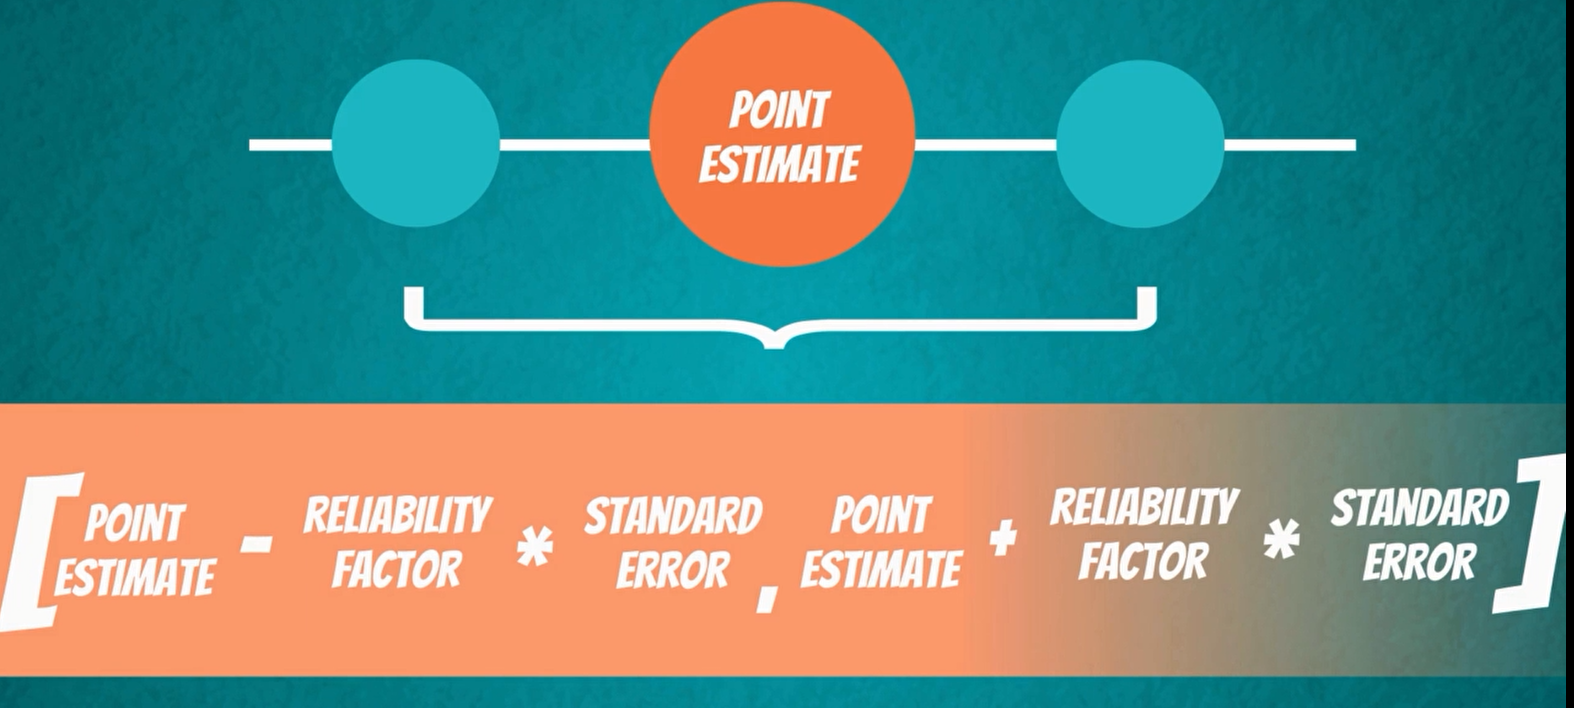 POINT
ESTIMATE
[POINT ESTIMATE - RELIABILITY FACTOR * STANDARD ERROR, POINT ESTIMATE + RELIABILITY FACTOR * STANDARD ERROR]